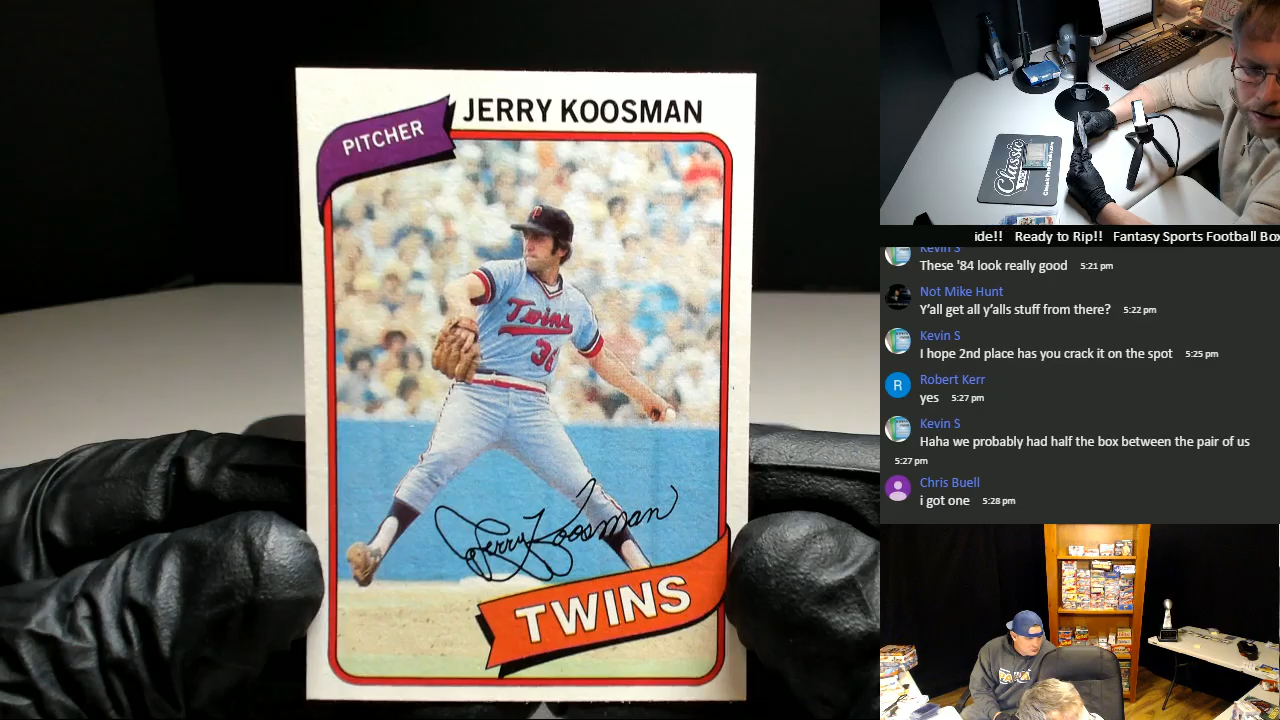 PITCHER
JERRY KOOSMAN
Twins
36
Jerry Koosman
TWINS
Classic
ide!!   Ready to Rip!!   Fantasy Sports Football Box
Kevin S
These '84 look really good 5:21 pm
Not Mike Hunt
Y'all get all y'alls stuff from there? 5:22 pm
Kevin S
I hope 2nd place has you crack it on the spot 5:25 pm
R
Robert Kerr
yes 5:27 pm
Kevin S
Haha we probably had half the box between the pair of us
5:27 pm
Chris Buell
i got one 5:28 pm